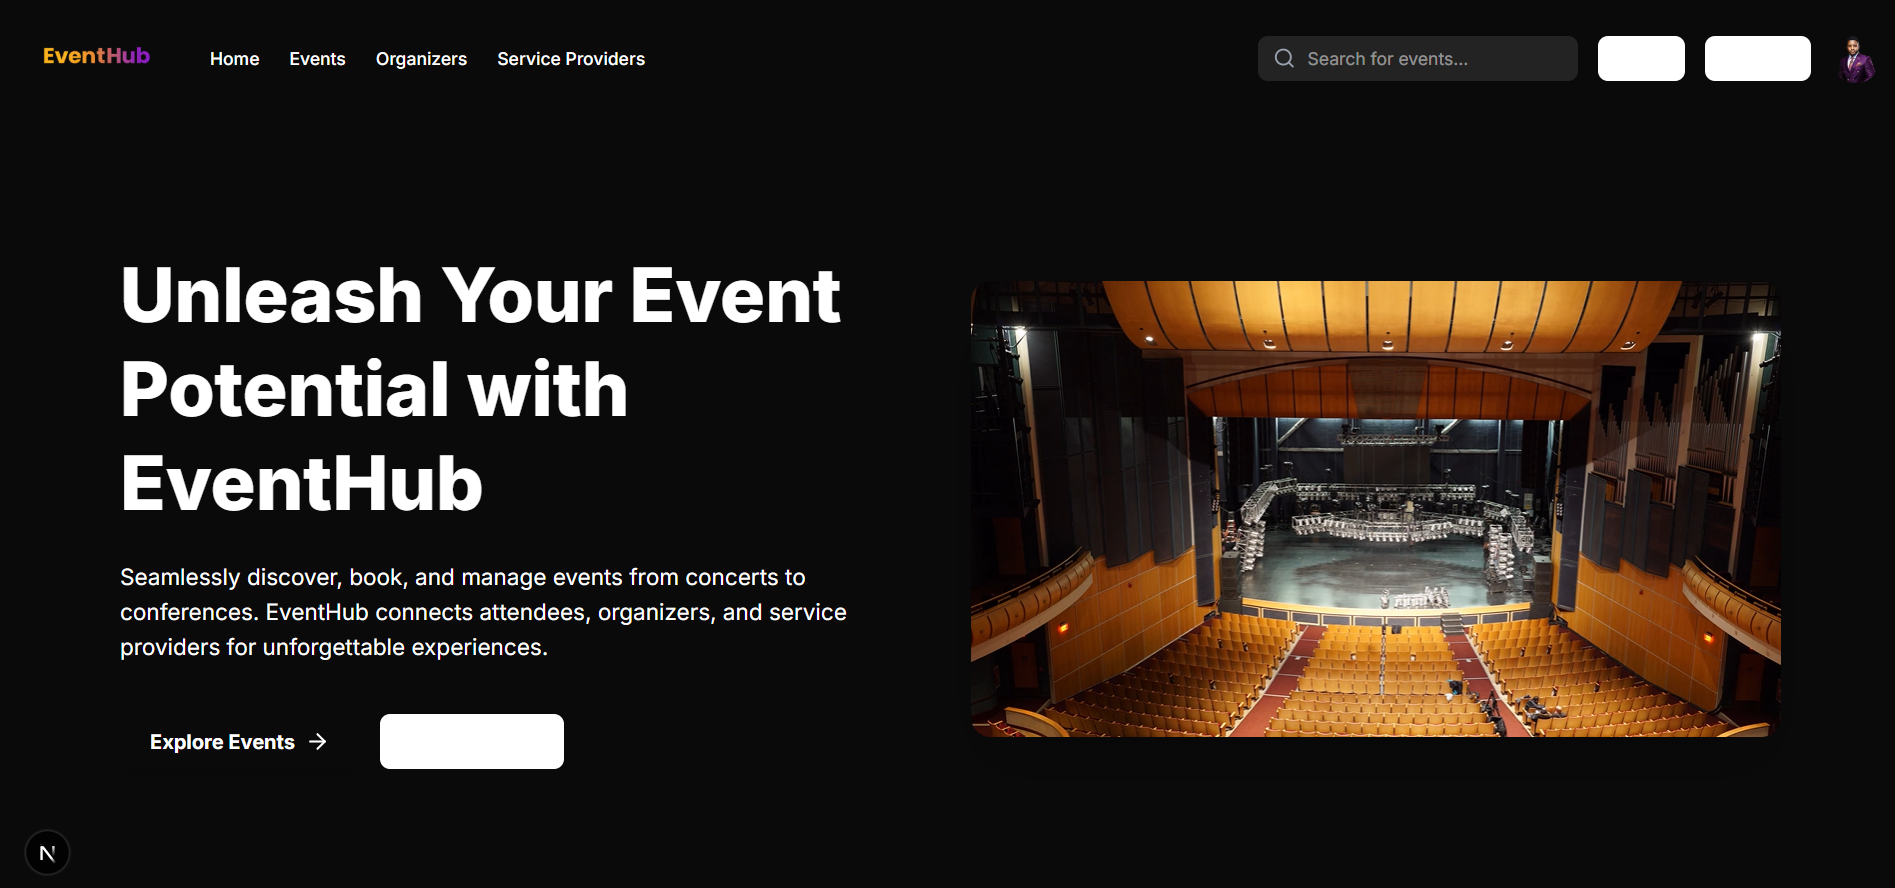 EventHub
Home
Events
Organizers
Service Providers
Search for events...
Unleash Your Event
Potential with
EventHub
Seamlessly discover, book, and manage events from concerts to
conferences. EventHub connects attendees, organizers, and service
providers for unforgettable experiences.
Explore Events
N